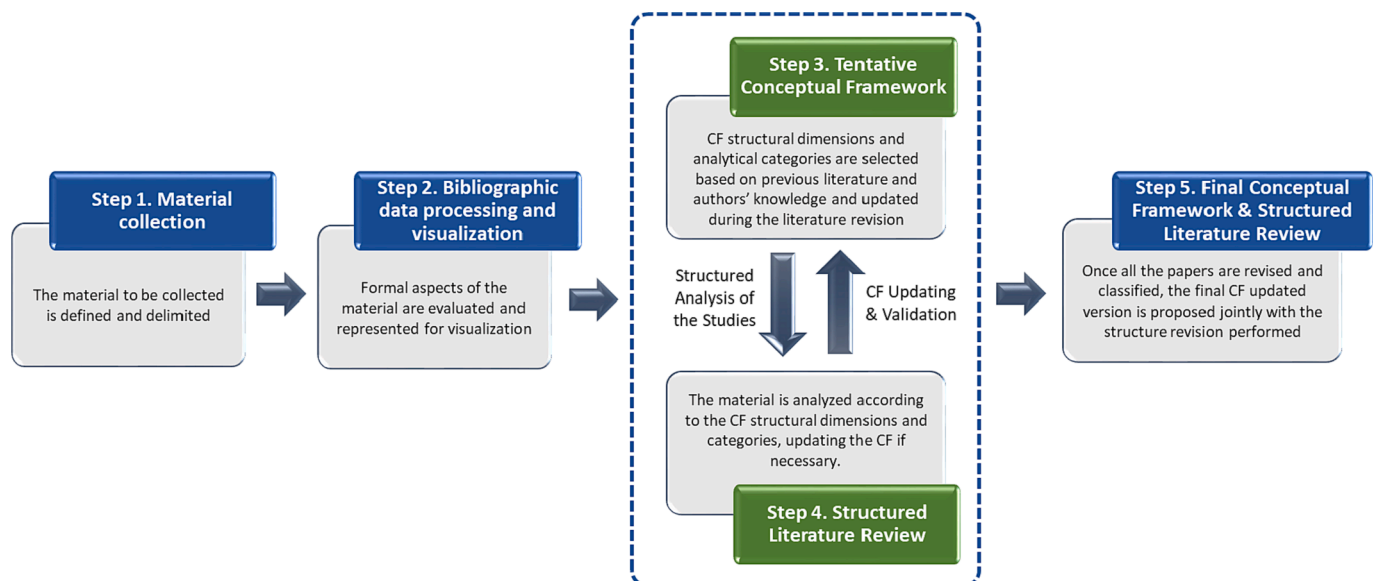 Step 1. Material
collection
The material to be collected
is defined and delimited
Step 2. Bibliographic
data processing and
visualization
Formal aspects of the
material are evaluated and
represented for visualization
Step 3. Tentative
Conceptual Framework
CF structural dimensions and
analytical categories are selected
based on previous literature and
authors’ knowledge and updated
during the literature revision
Structured
Analysis of
the Studies
CF Updating
& Validation
The material is analyzed according
to the CF structural dimensions and
categories, updating the CF if
necessary.
Step 4. Structured
Literature Review
Step 5. Final Conceptual
Framework & Structured
Literature Review
Once all the papers are revised and
classified, the final CF updated
version is proposed jointly with the
structure revision performed